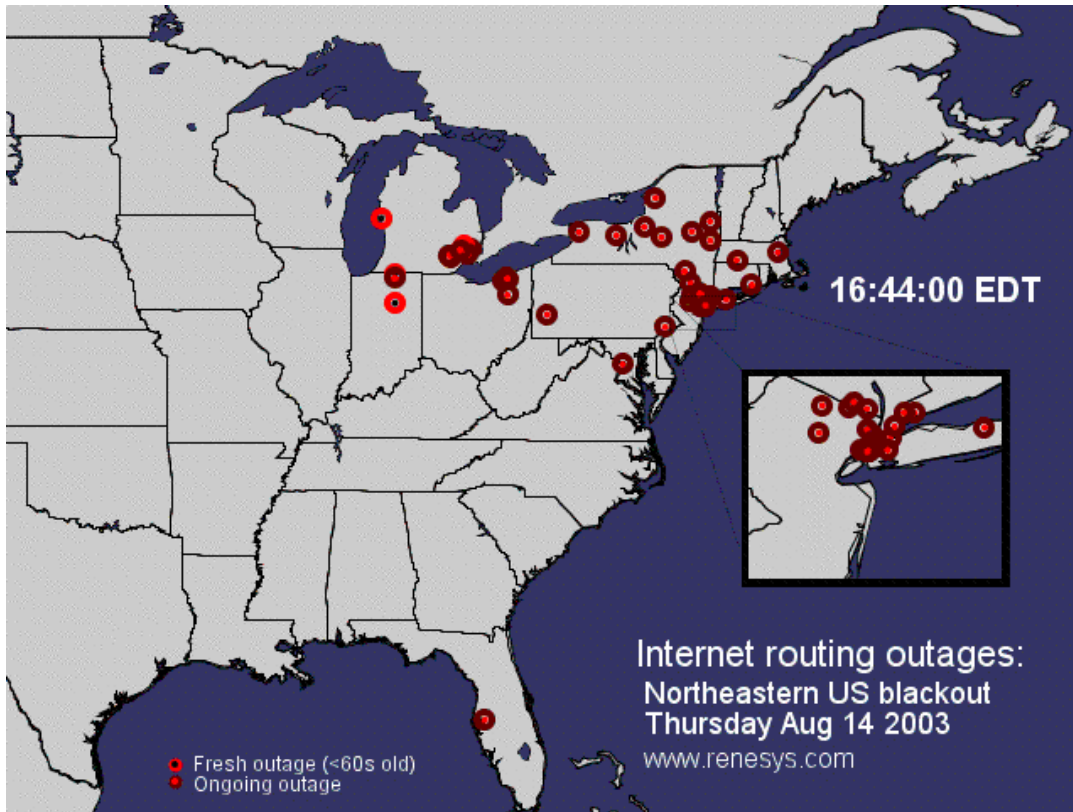 16:44:00 EDT
Internet routing outages:
Northeastern US blackout
Thursday Aug 14 2003
www.renesys.com
Fresh outage (<60s old)
Ongoing outage